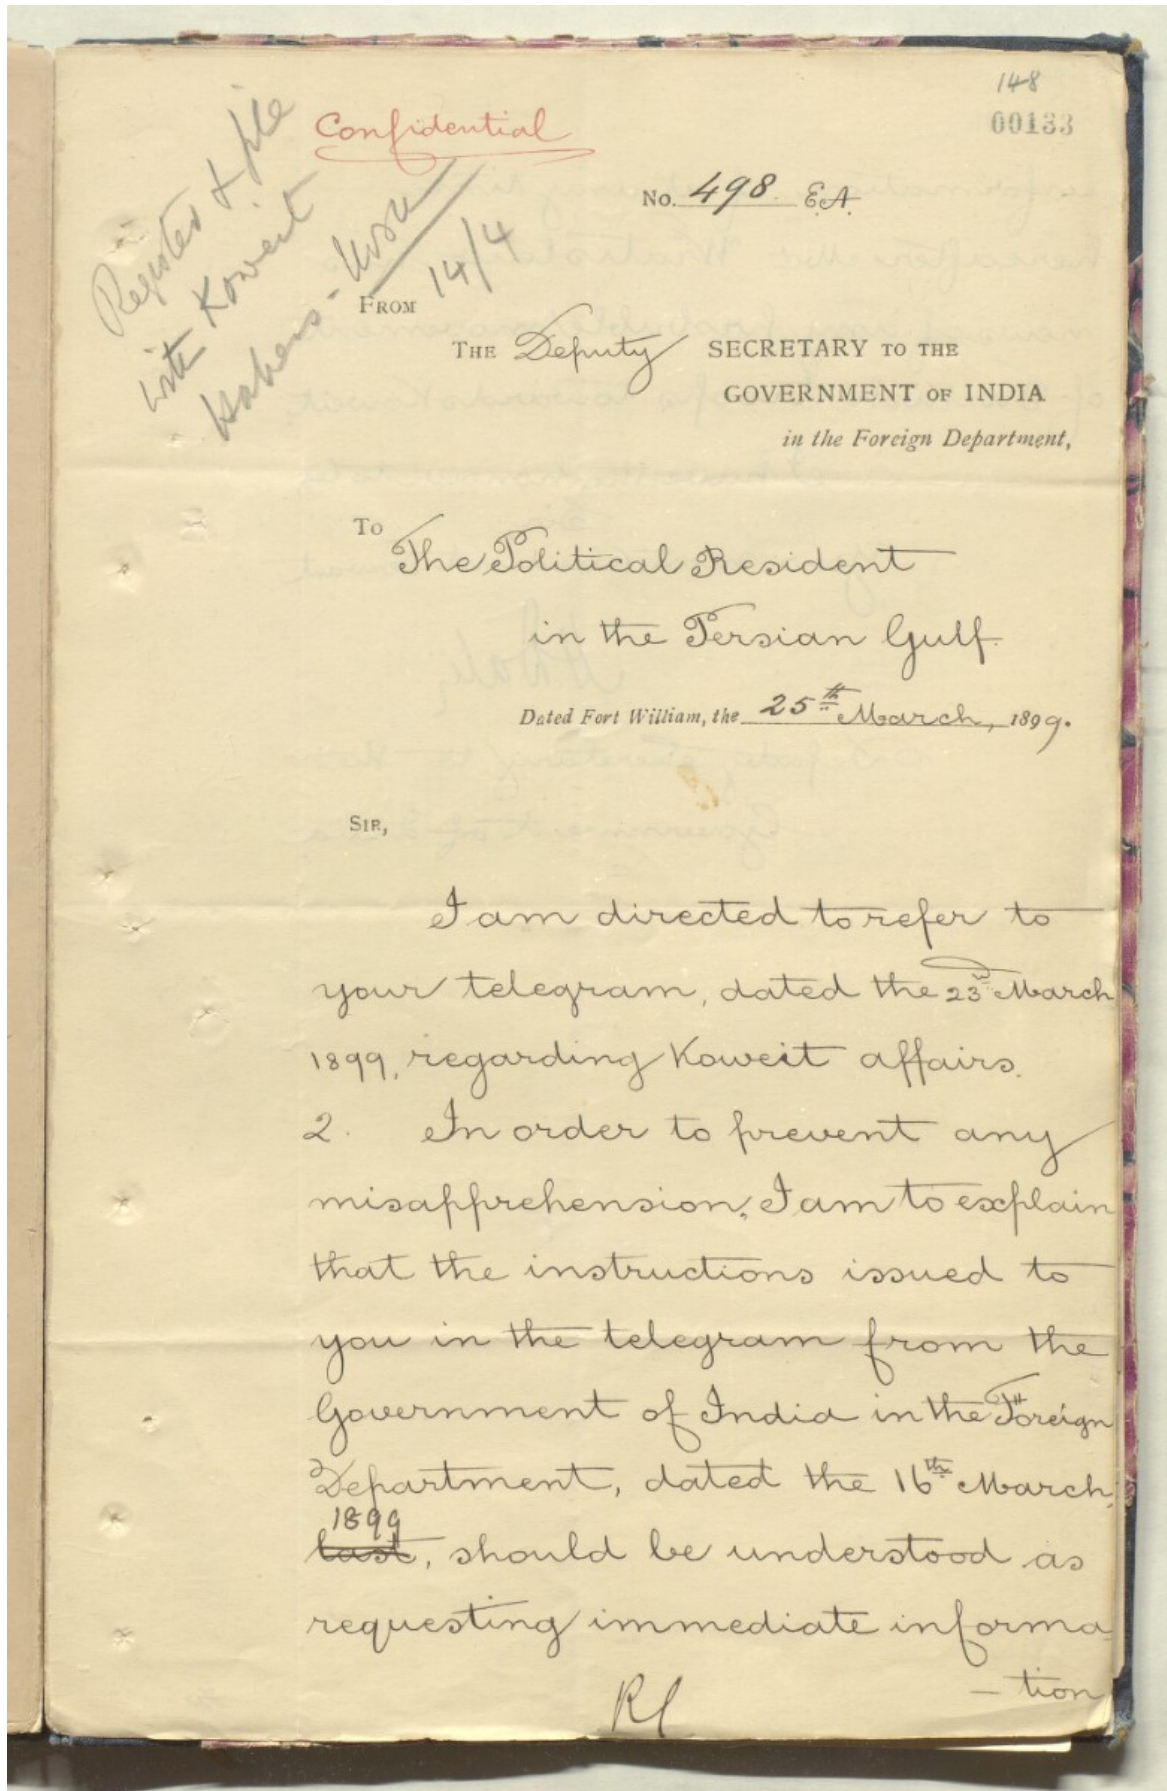 148
00133
Confidential
Registered & file
with Koweit
14/4
No. 498 E.A.
FROM
THE Deputy SECRETARY TO THE
GOVERNMENT OF INDIA
in the Foreign Department,
To
The Political Resident
in the Persian Gulf.
Dated Fort William, the 25th March, 1899.
SIR,
I am directed to refer to
your telegram, dated the 23rd March
1899, regarding Koweit affairs.
2. In order to prevent any
misapprehension, I am to explain
that the instructions issued to
you in the telegram from the
Government of India in the Foreign
Department, dated the 16th March,
1899
last, should be understood as
requesting immediate informa
- tion